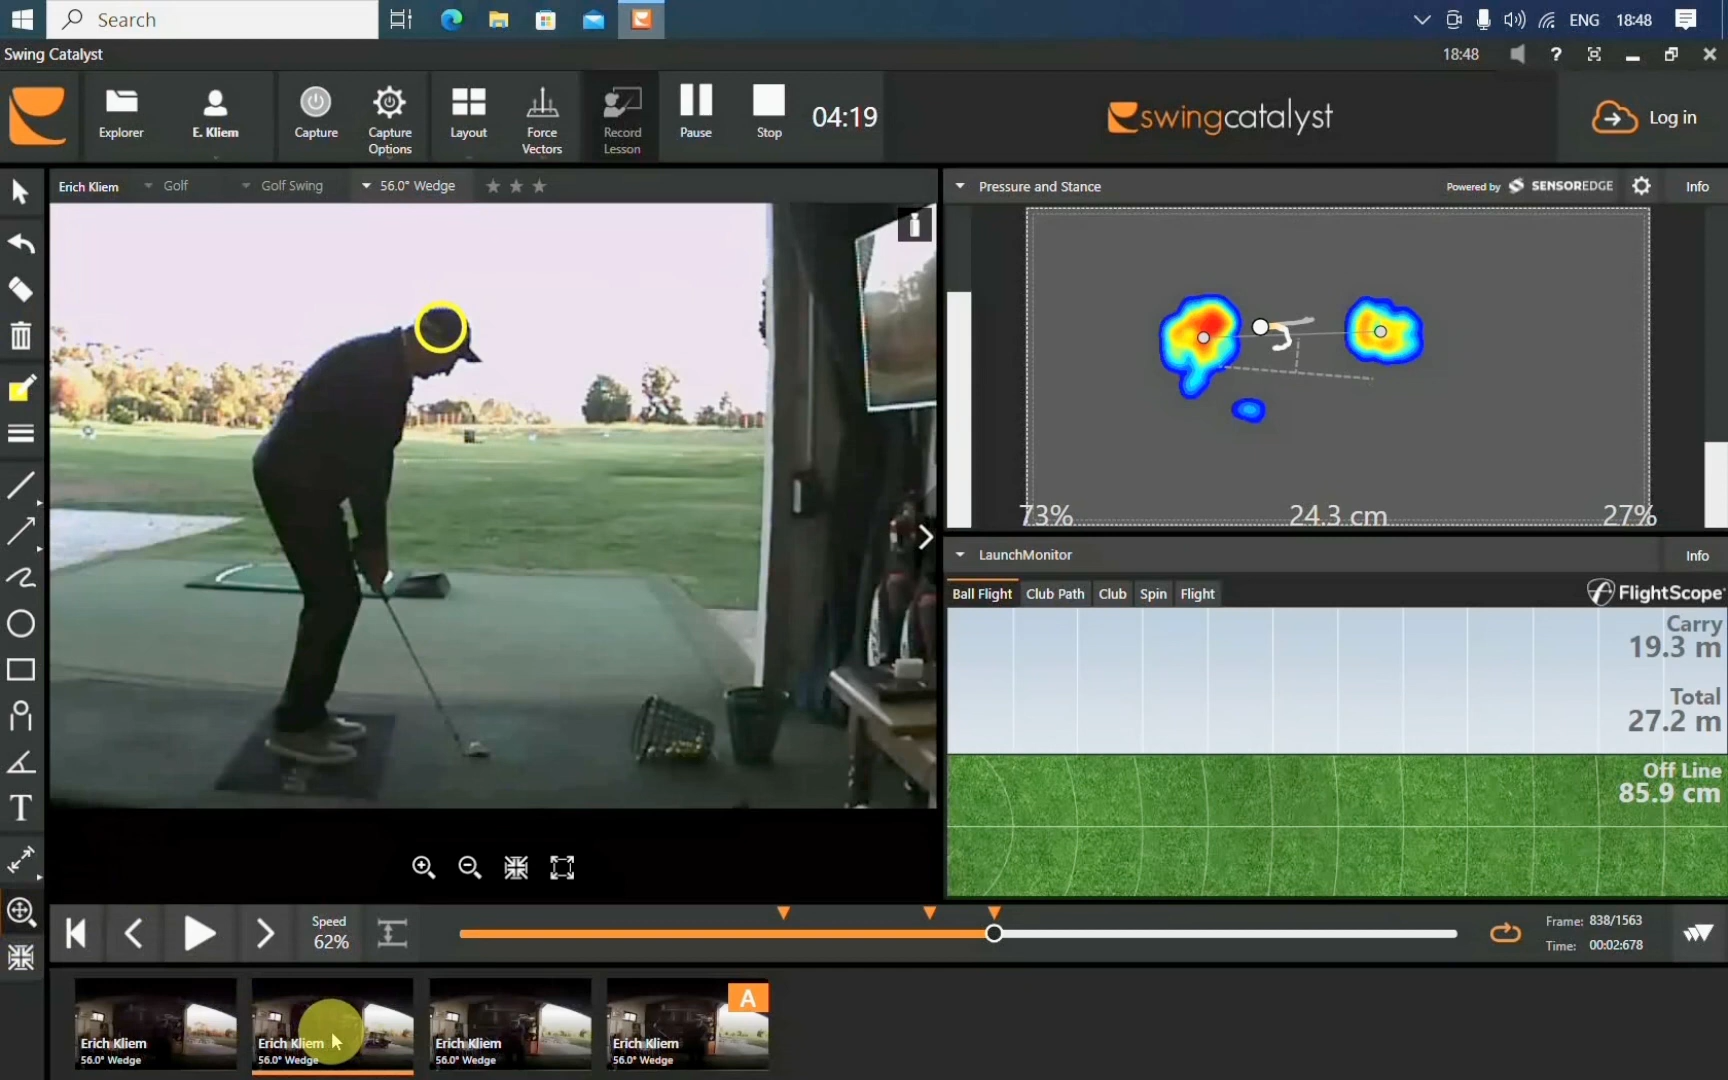 Search
ENG 18:48
Swing Catalyst
18:48
?
Explorer
E. Kliem
Capture
Capture
Options
Layout
Force
Vectors
Record
Lesson
Pause
Stop
04:19
swingcatalyst
Log in
Erich Kliem Golf Golf Swing 56.0° Wedge
Pressure and Stance
Powered by SENSOREDGE
Info
73%
24.3 cm
27%
LaunchMonitor
Info
Ball Flight Club Path Club Spin Flight
FlightScope
Carry
19.3 m
Total
27.2 m
Off Line
85.9 cm
T
Speed
62%
Frame: 838/1563
Time: 00:02:678
Erich Kliem
56.0° Wedge
Erich Kliem
56.0° Wedge
Erich Kliem
56.0° Wedge
A
Erich Kliem
56.0° Wedge